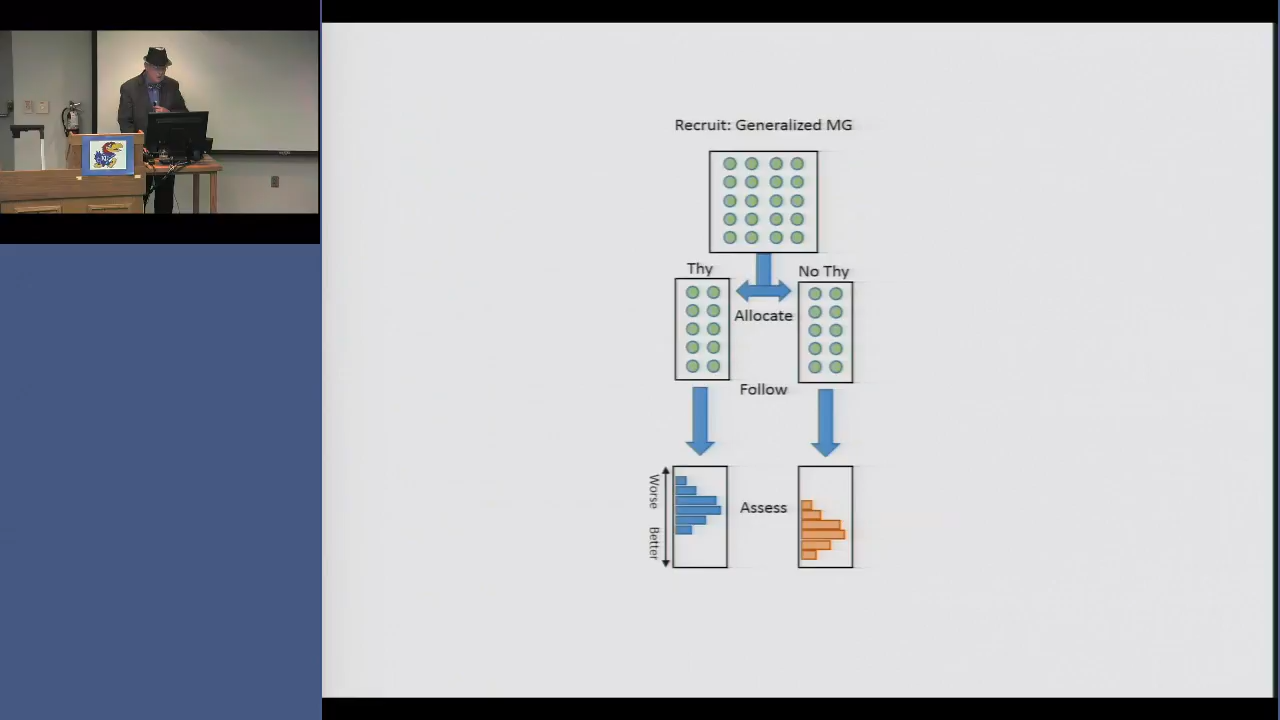 Recruit: Generalized MG
Thy
No Thy
Allocate
Follow
Worse
Better
Assess